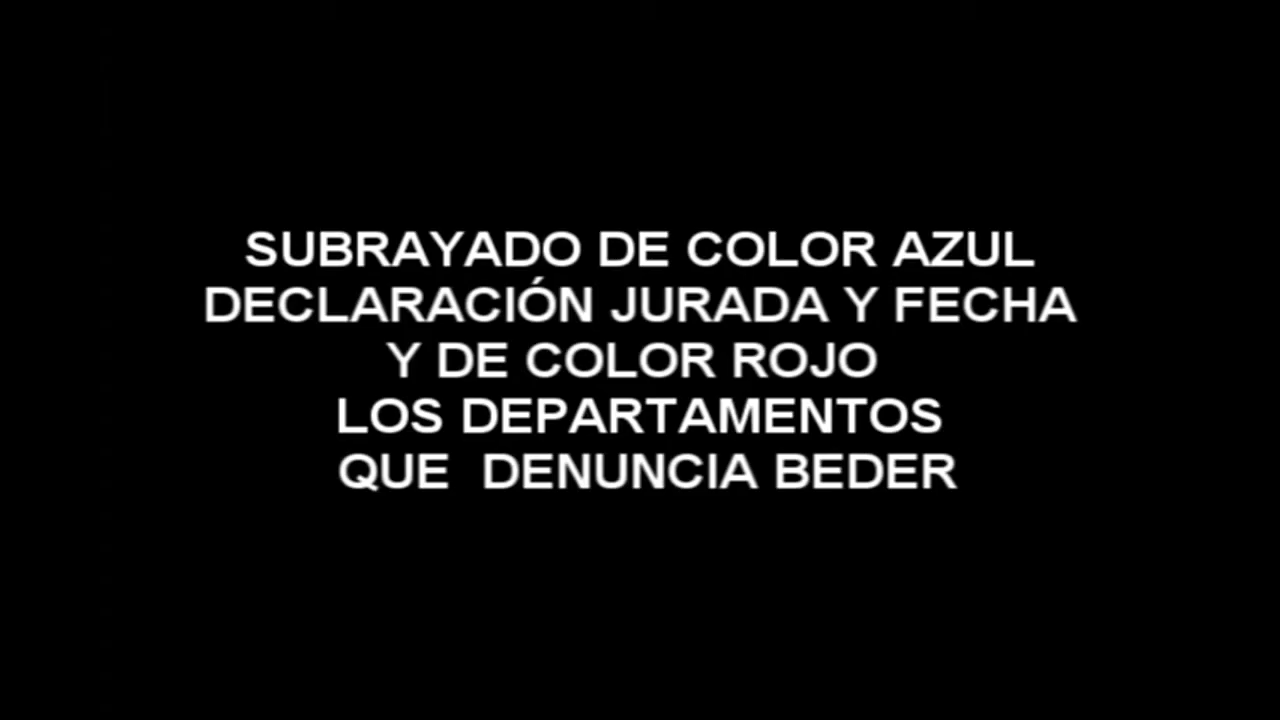 SUBRAYADO DE COLOR AZUL
DECLARACIÓN JURADA Y FECHA
Y DE COLOR ROJO
LOS DEPARTAMENTOS
QUE  DENUNCIA BEDER